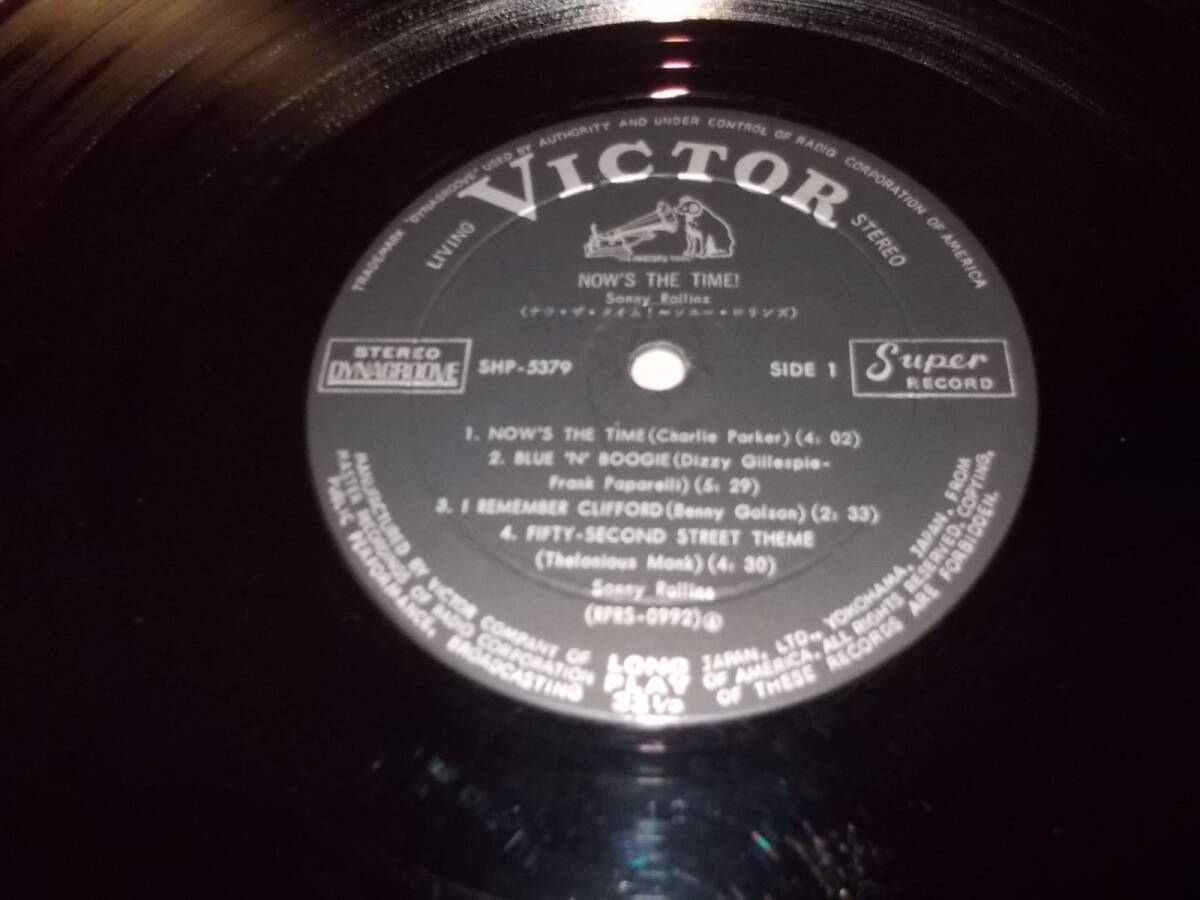 TRADEMARK "DYNAGROOVE" USED BY AUTHORITY AND UNDER CONTROL OF RADIO CORPORATION OF AMERICA
LIVING
VICTOR
STEREO
NOW'S THE TIME!
Sonny Rollins
(ナウ・ザ・タイム!～ソニー・ロリンズ)
STEREO
DYNAGROOVE
SHP-5379
SIDE 1
Super
RECORD
1. NOW'S THE TIME (Charlie Parker) (4: 02)
2. BLUE 'N' BOOGIE (Dizzy Gillespie-
Frank Paparelli) (5: 29)
3. I REMEMBER CLIFFORD (Benny Golson) (2: 33)
4. FIFTY-SECOND STREET THEME
(Thelonious Monk) (4: 30)
Sonny Rollins
(RPRS-0992)
LONG
PLAY
33 1/3
MANUFACTURED BY VICTOR COMPANY OF JAPAN, LTD., YOKOHAMA, JAPAN, FROM
MASTER RECORDINGS OF RADIO CORPORATION OF AMERICA. ALL RIGHTS RESERVED. COPYING,
PUBLIC PERFORMANCE, BROADCASTING OF THESE RECORDS ARE FORBIDDEN.